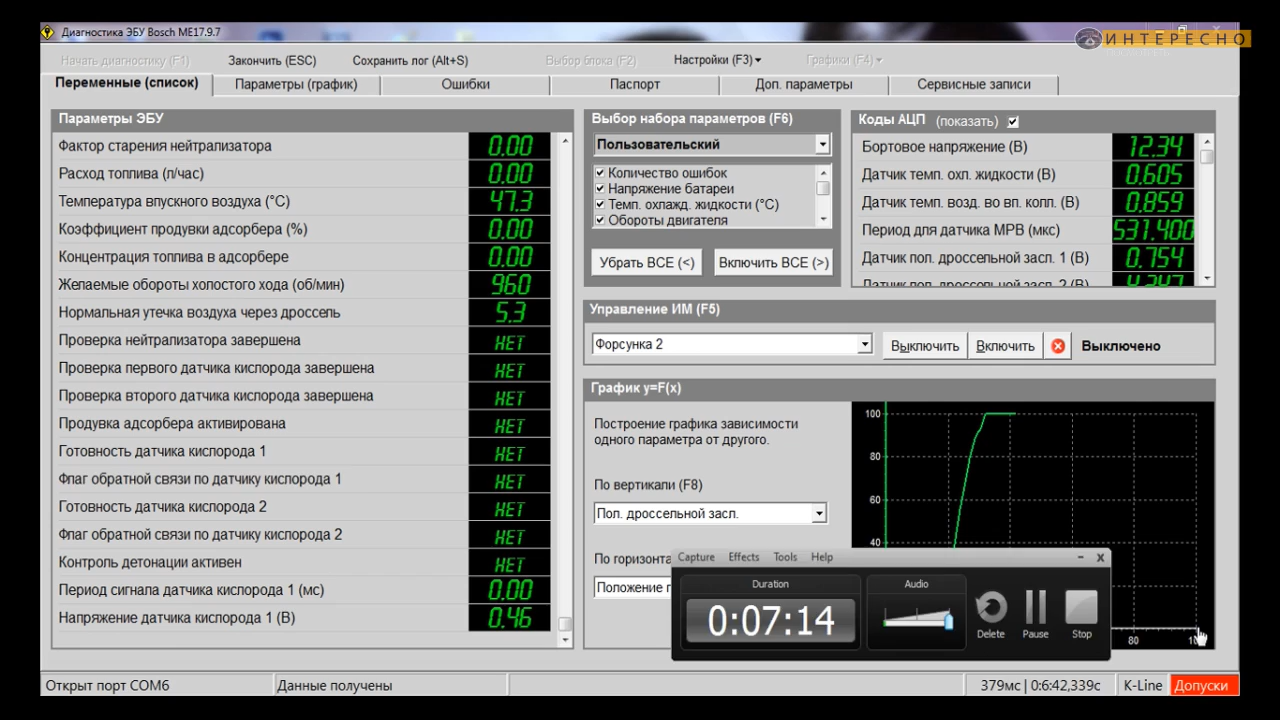 Диагностика ЭБУ Bosch ME17.9.7
ИНТЕРЕСНО
Начать диагностику (F1)
Закончить (ESC)
Сохранить лог (Alt+S)
Выбор блока (F2)
Настройки (F3)
Графики (F4)
Переменные (список)
Параметры (график)
Ошибки
Паспорт
Доп. параметры
Сервисные записи
Параметры ЭБУ
Фактор старения нейтрализатора 0.00
Расход топлива (л/час) 0.00
Температура впускного воздуха (°C) 47.3
Коэффициент продувки адсорбера (%) 0.00
Концентрация топлива в адсорбере 0.00
Желаемые обороты холостого хода (об/мин) 960
Нормальная утечка воздуха через дроссель 5.3
Проверка нейтрализатора завершена НЕТ
Проверка первого датчика кислорода завершена НЕТ
Проверка второго датчика кислорода завершена НЕТ
Продувка адсорбера активирована НЕТ
Готовность датчика кислорода 1 НЕТ
Флаг обратной связи по датчику кислорода 1 НЕТ
Готовность датчика кислорода 2 НЕТ
Флаг обратной связи по датчику кислорода 2 НЕТ
Контроль детонации активен НЕТ
Период сигнала датчика кислорода 1 (мс) 0.00
Напряжение датчика кислорода 1 (В) 0.46
Выбор набора параметров (F6)
Пользовательский
Количество ошибок
Напряжение батареи
Темп. охлажд. жидкости (°C)
Обороты двигателя
Убрать ВСЕ (<)
Включить ВСЕ (>)
Коды АЦП (показать)
Бортовое напряжение (В) 12.34
Датчик темп. охл. жидкости (В) 0.605
Датчик темп. возд. во вп. колл. (В) 0.859
Период для датчика МРВ (мкс) 531.400
Датчик пол. дроссельной засл. 1 (В) 0.754
Датчик пол. дроссельной засл. 2 (В) 4.247
Управление ИМ (F5)
Форсунка 2
Выключить
Включить
Выключено
График y=F(x)
Построение графика зависимости
одного параметра от другого.
По вертикали (F8)
Пол. дроссельной засл.
По горизонта
Положение
100
80
60
40
80
Capture Effects Tools Help
Duration
0:07:14
Audio
Delete
Pause
Stop
Открыт порт COM6
Данные получены
379мс | 0:6:42,339с
K-Line
Допуски